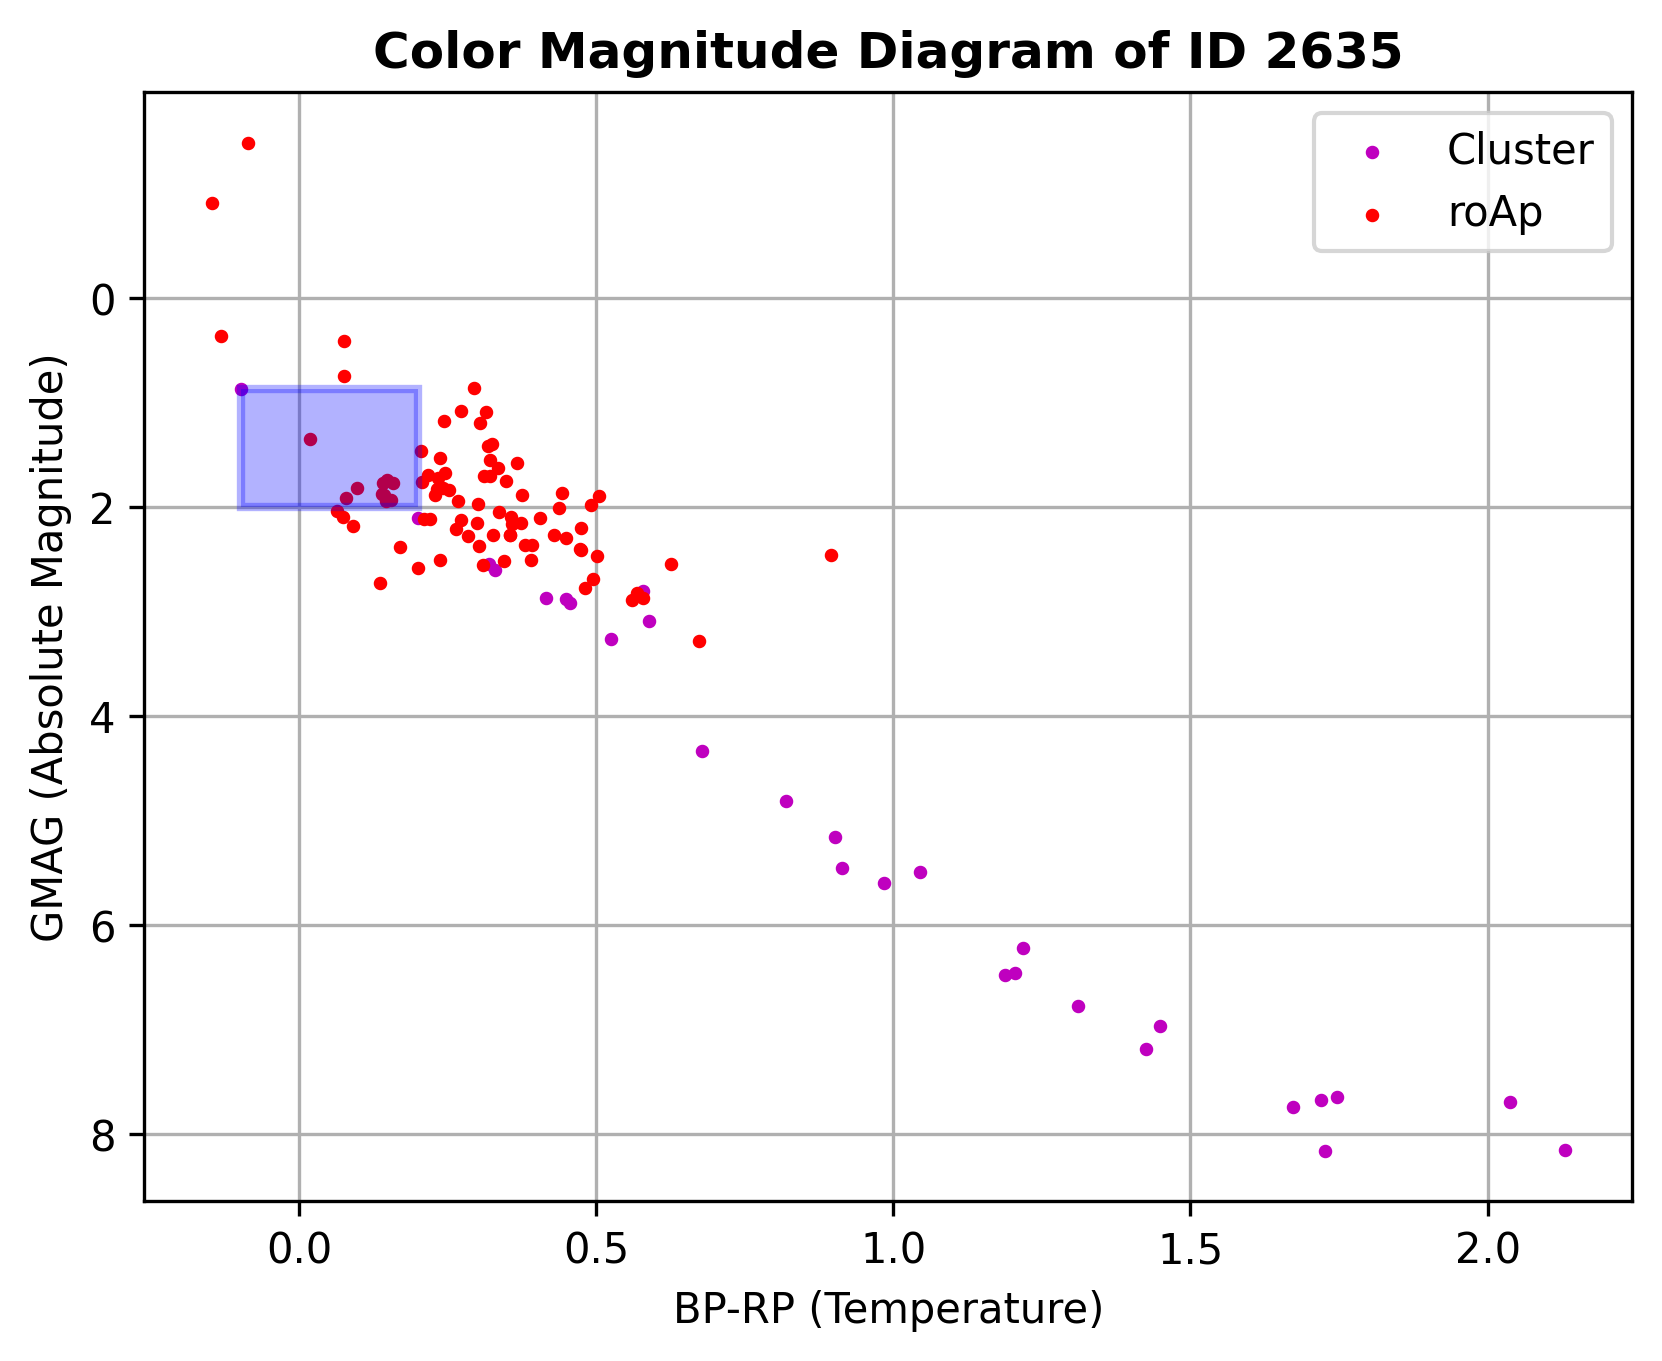 Color Magnitude Diagram of ID 2635
Cluster
roAp
GMAG (Absolute Magnitude)
0
2
4
6
8
0.0 0.5 1.0 1.5 2.0
BP-RP (Temperature)